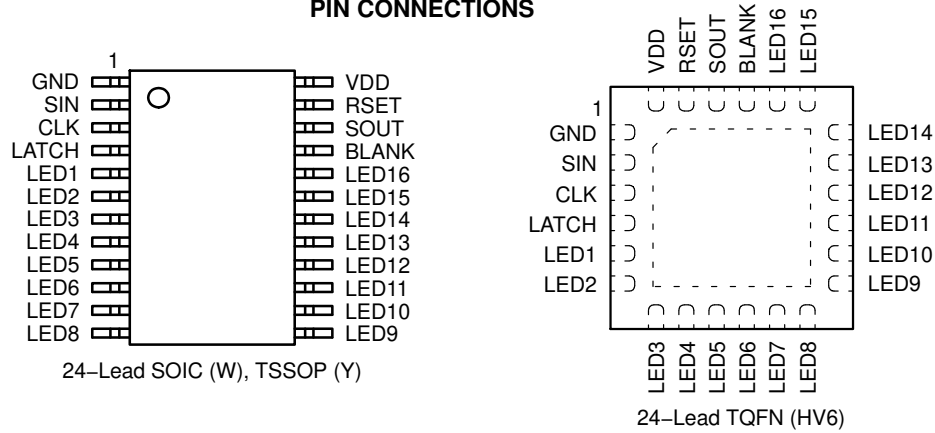 PIN CONNECTIONS
1
GND
SIN
CLK
LATCH
LED1
LED2
LED3
LED4
LED5
LED6
LED7
LED8
VDD
RSET
SOUT
BLANK
LED16
LED15
LED14
LED13
LED12
LED11
LED10
LED9
24−Lead SOIC (W), TSSOP (Y)
VDD
RSET
SOUT
BLANK
LED16
LED15
1
GND
SIN
CLK
LATCH
LED1
LED2
LED14
LED13
LED12
LED11
LED10
LED9
LED3
LED4
LED5
LED6
LED7
LED8
24−Lead TQFN (HV6)